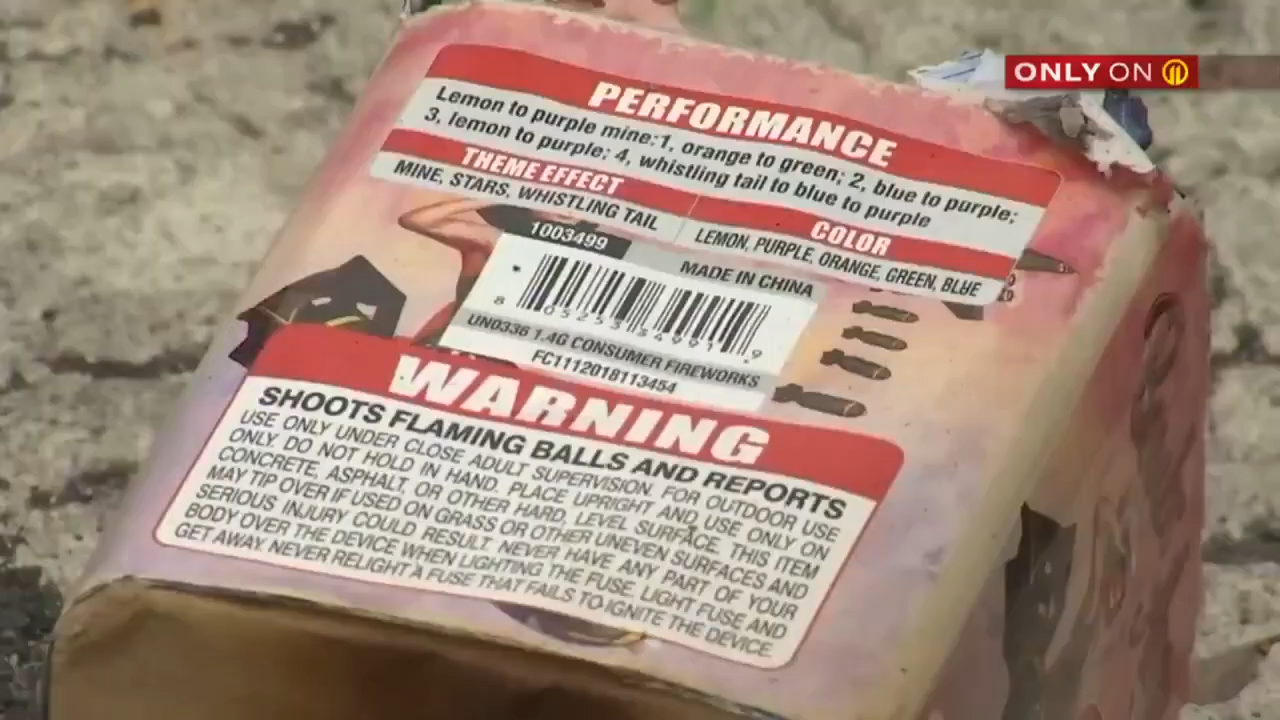 ONLY ON 11
PERFORMANCE
Lemon to purple mine:1, orange to green; 2, blue to purple;
3, lemon to purple; 4, whistling tail to blue to purple
THEME EFFECT
MINE, STARS, WHISTLING TAIL
COLOR
LEMON, PURPLE, ORANGE, GREEN, BLUE
1003499
MADE IN CHINA
UN0336 1.4G CONSUMER FIREWORKS
FC1112018113454
WARNING
SHOOTS FLAMING BALLS AND REPORTS
USE ONLY UNDER CLOSE ADULT SUPERVISION. FOR OUTDOOR USE
ONLY. DO NOT HOLD IN HAND. PLACE UPRIGHT AND USE ONLY ON
CONCRETE, ASPHALT, OR OTHER HARD, LEVEL SURFACE. THIS ITEM
MAY TIP OVER IF USED ON GRASS OR OTHER UNEVEN SURFACES AND
SERIOUS INJURY COULD RESULT. NEVER HAVE ANY PART OF YOUR
BODY OVER THE DEVICE WHEN LIGHTING THE FUSE. LIGHT FUSE AND
GET AWAY. NEVER RELIGHT A FUSE THAT FAILS TO IGNITE THE DEVICE.